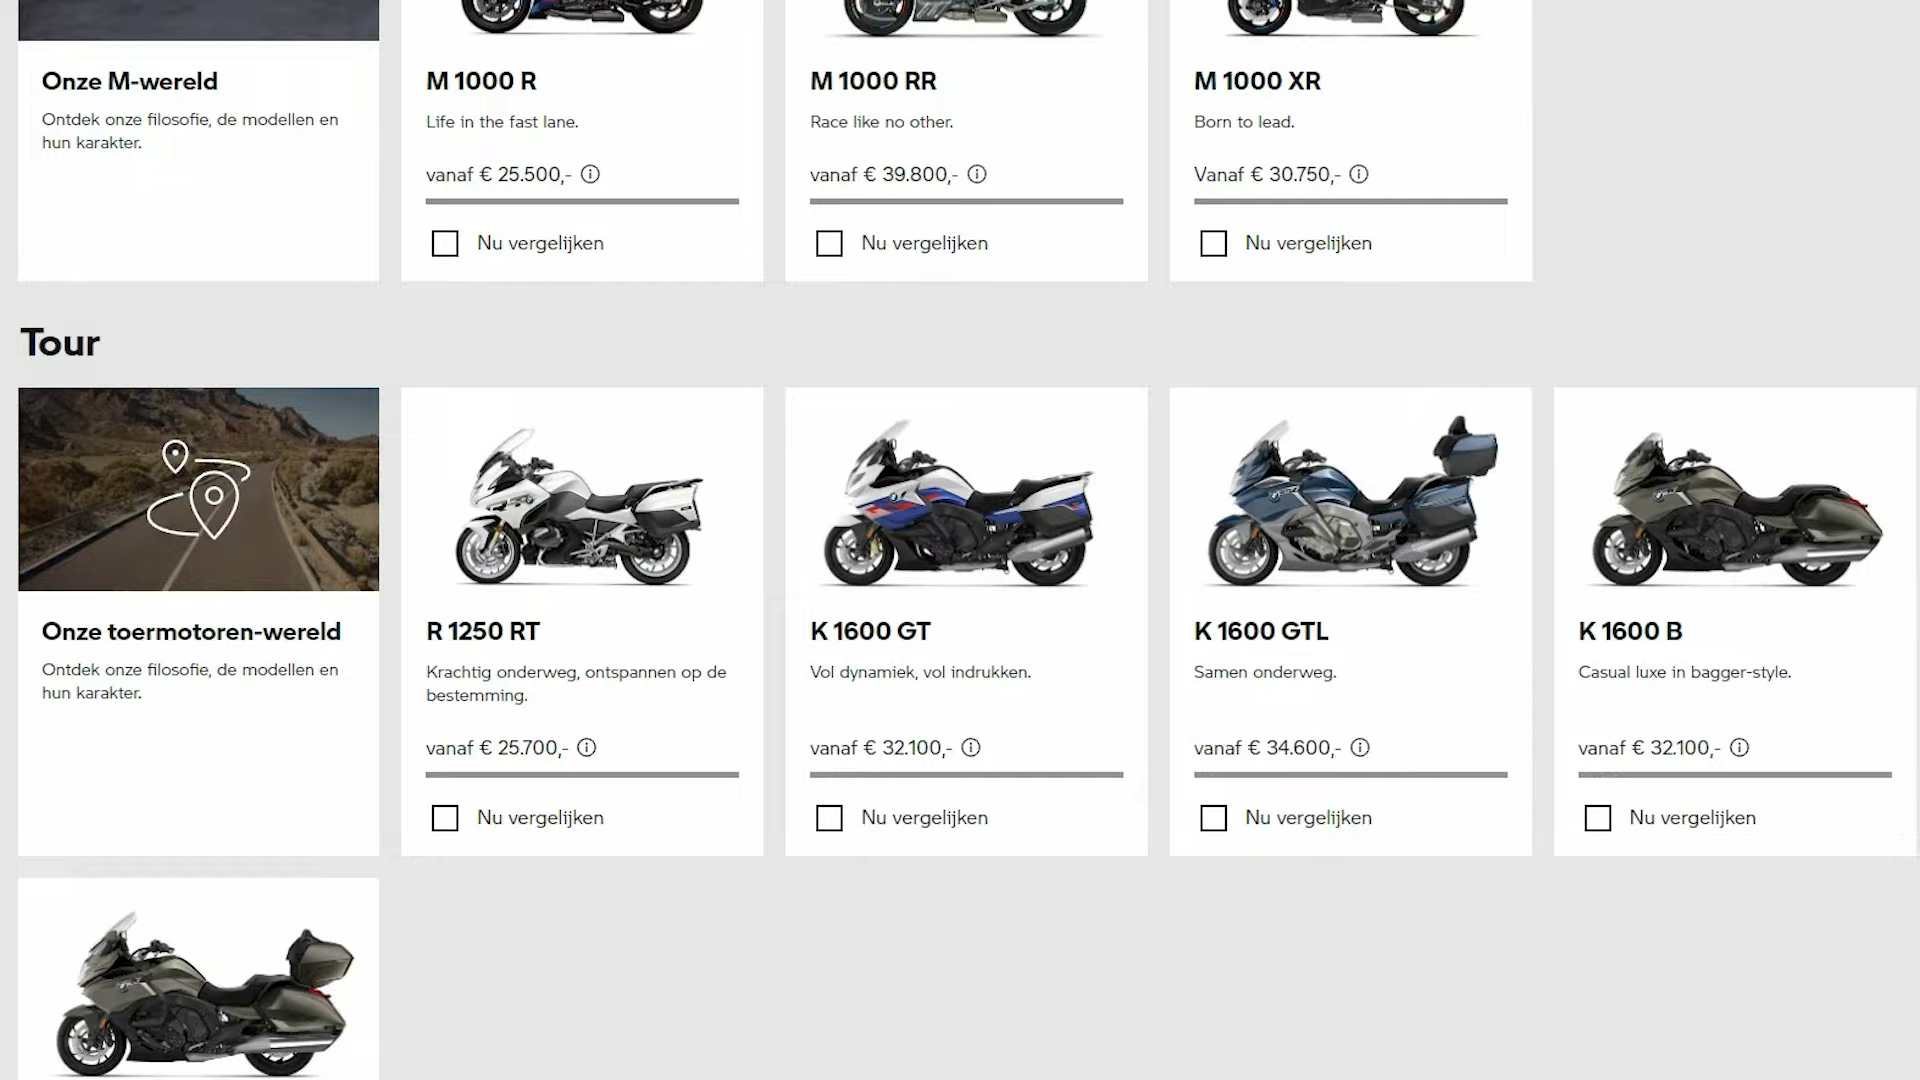 Onze M-wereld
Ontdek onze filosofie, de modellen en
hun karakter.
M 1000 R
Life in the fast lane.
vanaf € 25.500,-
Nu vergelijken
M 1000 RR
Race like no other.
vanaf € 39.800,-
Nu vergelijken
M 1000 XR
Born to lead.
Vanaf € 30.750,-
Nu vergelijken
Tour
Onze toermotoren-wereld
Ontdek onze filosofie, de modellen en
hun karakter.
R 1250 RT
Krachtig onderweg, ontspannen op de
bestemming.
vanaf € 25.700,-
Nu vergelijken
K 1600 GT
Vol dynamiek, vol indrukken.
vanaf € 32.100,-
Nu vergelijken
K 1600 GTL
Samen onderweg.
vanaf € 34.600,-
Nu vergelijken
K 1600 B
Casual luxe in bagger-style.
vanaf € 32.100,-
Nu vergelijken